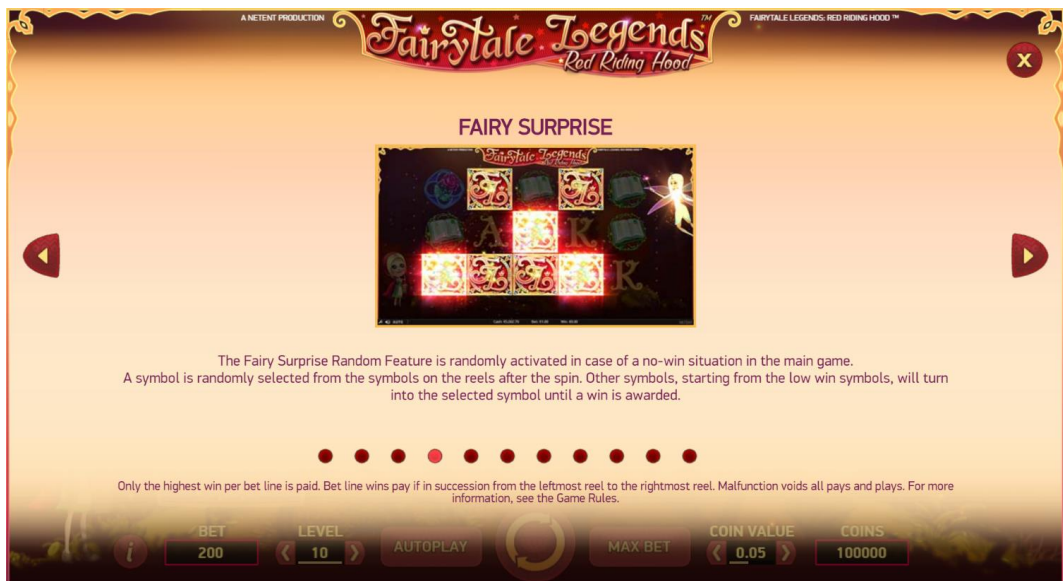 A NETENT PRODUCTION
Fairytale Legends™
Red Riding Hood
FAIRYTALE LEGENDS: RED RIDING HOOD ™
X
FAIRY SURPRISE
Fairytale Legends
A K
K
The Fairy Surprise Random Feature is randomly activated in case of a no-win situation in the main game.
A symbol is randomly selected from the symbols on the reels after the spin. Other symbols, starting from the low win symbols, will turn
into the selected symbol until a win is awarded.
Only the highest win per bet line is paid. Bet line wins pay if in succession from the leftmost reel to the rightmost reel. Malfunction voids all pays and plays. For more
information, see the Game Rules.
BET LEVEL COIN VALUE COINS
i 200 10 AUTOPLAY MAX BET 0.05 100000